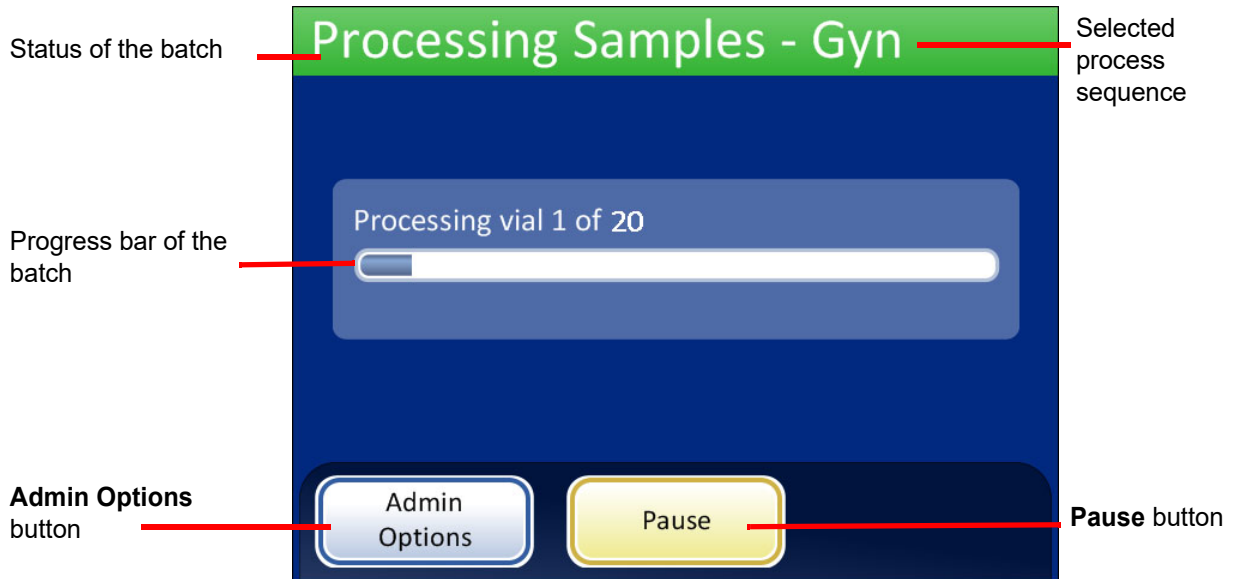 Status of the batch
Processing Samples - Gyn
Selected
process
sequence
Processing vial 1 of 20
Progress bar of the
batch
Admin Options
button
Admin
Options
Pause
Pause button